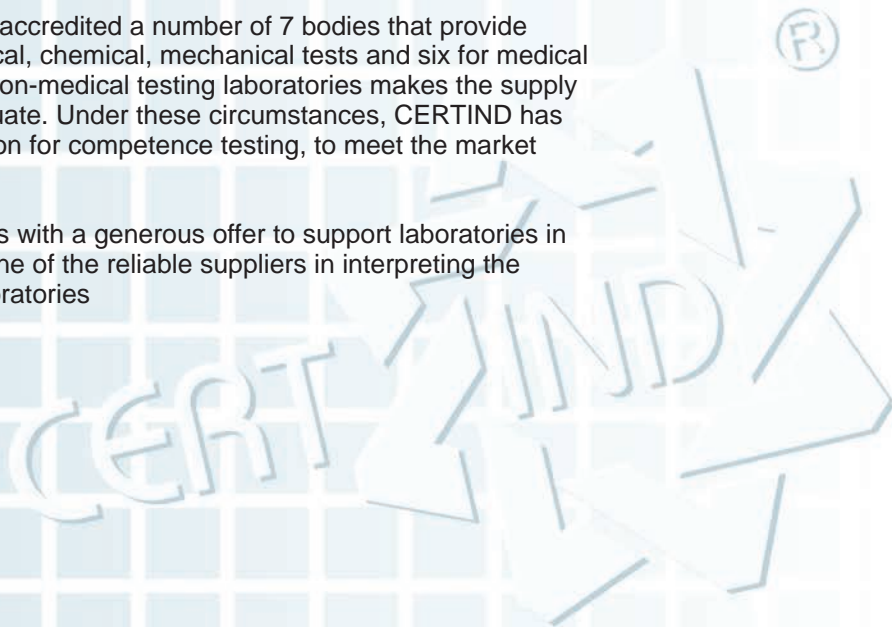 accredited a number of 7 bodies that provide
cal, chemical, mechanical tests and six for medical
on-medical testing laboratories makes the supply
uate. Under these circumstances, CERTIND has
on for competence testing, to meet the market
s with a generous offer to support laboratories in
ne of the reliable suppliers in interpreting the
oratories
®
CERT IND